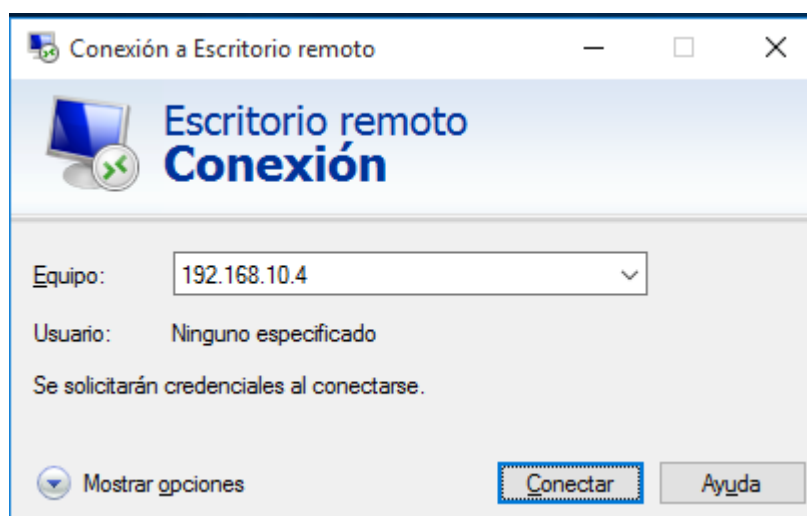 Conexión a Escritorio remoto
Escritorio remoto
Conexión
Equipo: 192.168.10.4
Usuario: Ninguno especificado
Se solicitarán credenciales al conectarse.
Mostrar opciones Conectar Ayuda